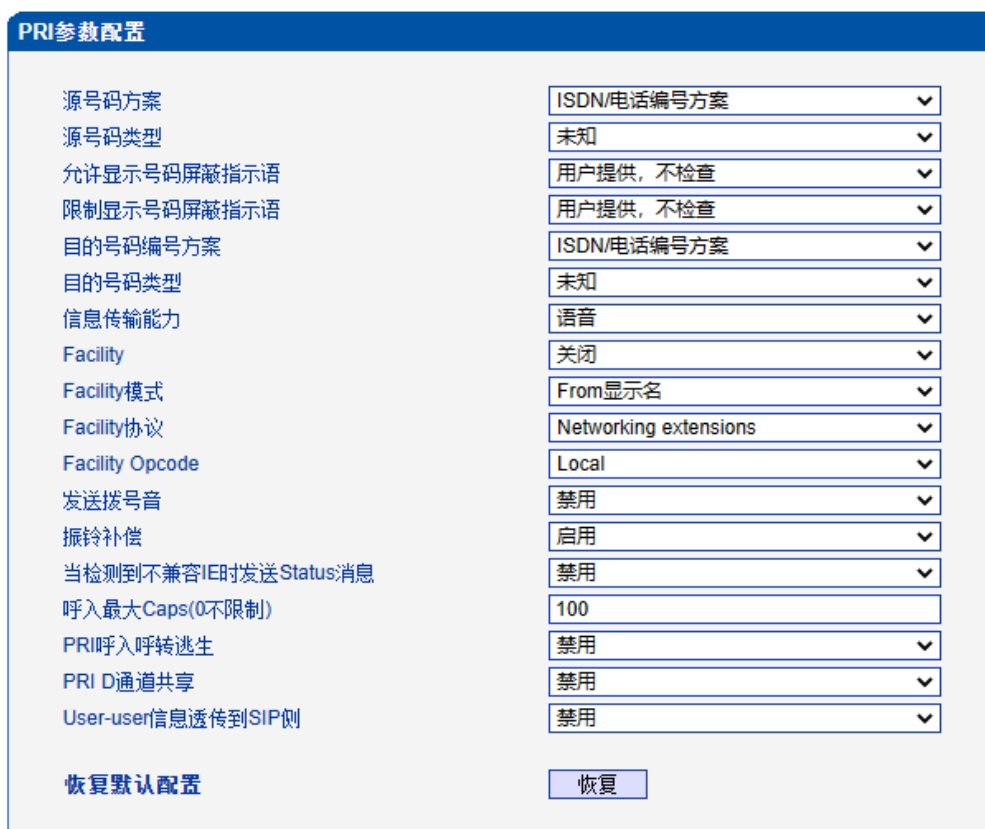 PRI参数配置
源号码方案 ISDN/电话编号方案
源号码类型 未知
允许显示号码屏蔽指示语 用户提供，不检查
限制显示号码屏蔽指示语 用户提供，不检查
目的号码编号方案 ISDN/电话编号方案
目的号码类型 未知
信息传输能力 语音
Facility 关闭
Facility模式 From显示名
Facility协议 Networking extensions
Facility Opcode Local
发送拨号音 禁用
振铃补偿 启用
当检测到不兼容IE时发送Status消息 禁用
呼入最大Caps(0不限制) 100
PRI呼入呼转逃生 禁用
PRI D通道共享 禁用
User-user信息透传到SIP侧 禁用
恢复默认配置 恢复